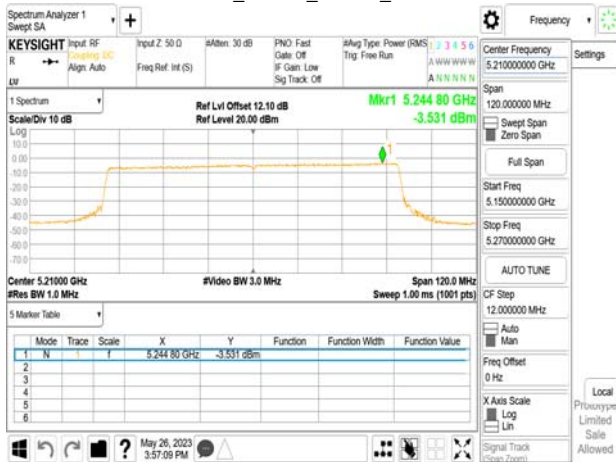 Spectrum Analyzer 1
Swept SA
+
Frequency
KEYSIGHT
R
LVI
Input: RF
Coupling: DC
Align: Auto
Input Z: 50 Ω
Freq Ref: Int (S)
#Atten: 30 dB
PNO: Fast
Gate: Off
IF Gain: Low
Sig Track: Off
#Avg Type: Power (RMS
Trig: Free Run
1 2 3 4 5 6
A W W W W W
A N N N N N
1 Spectrum
Scale/Div 10 dB
Ref Lvl Offset 12.10 dB
Ref Level 20.00 dBm
Mkr1 5.244 80 GHz
-3.531 dBm
Log
10.0
0.00
-10.0
-20.0
-30.0
-40.0
-50.0
-60.0
-70.0
1
Center 5.21000 GHz
#Res BW 1.0 MHz
#Video BW 3.0 MHz
Span 120.0 MHz
Sweep 1.00 ms (1001 pts)
5 Marker Table
Mode Trace Scale X Y Function Function Width Function Value
1 N 1 f 5.244 80 GHz -3.531 dBm
2
3
4
5
6
May 26, 2023
3:57:09 PM
?
Center Frequency
5.210000000 GHz
Settings
Span
120.000000 MHz
Swept Span
Zero Span
Full Span
Start Freq
5.150000000 GHz
Stop Freq
5.270000000 GHz
AUTO TUNE
CF Step
12.000000 MHz
Auto
Man
Freq Offset
0 Hz
X Axis Scale
Log
Lin
Signal Track
(Span Zoom)
Local
Prototype
Limited
Sale
Allowed